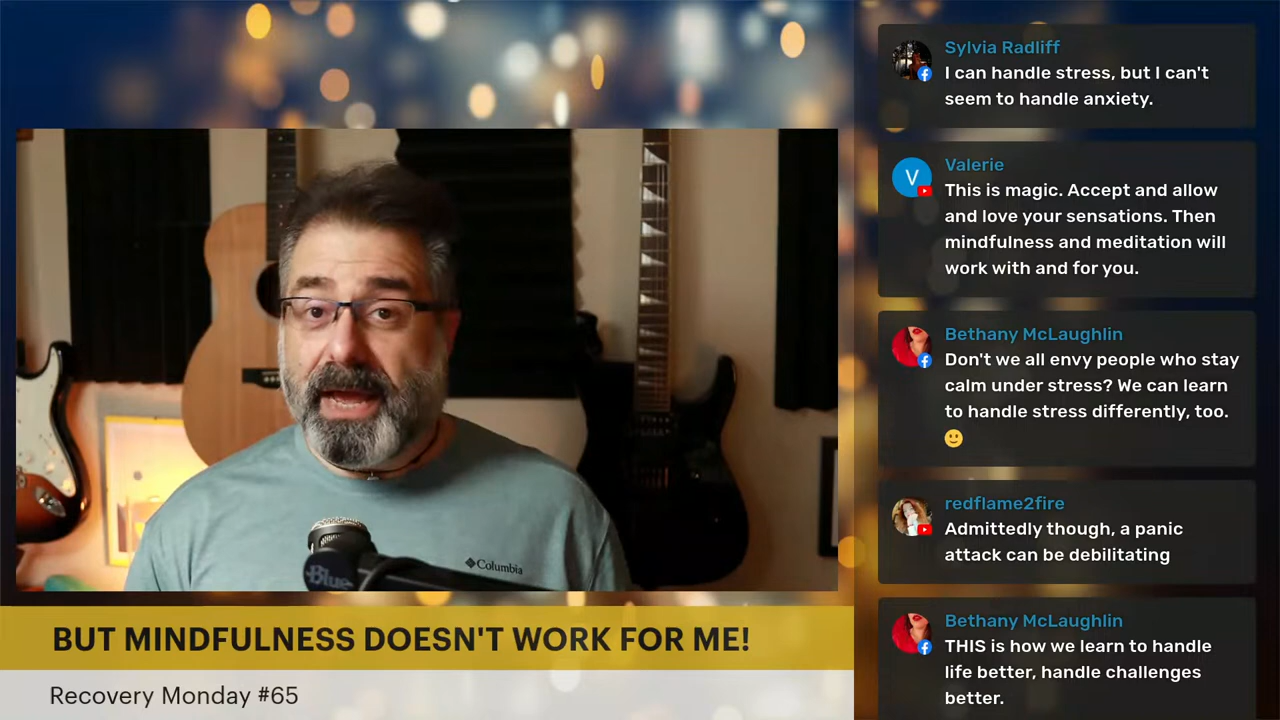 Sylvia Radliff
I can handle stress, but I can't
seem to handle anxiety.
V
Valerie
This is magic. Accept and allow
and love your sensations. Then
mindfulness and meditation will
work with and for you.
Bethany McLaughlin
Don't we all envy people who stay
calm under stress? We can learn
to handle stress differently, too.
🙂
redflame2fire
Admittedly though, a panic
attack can be debilitating
Bethany McLaughlin
THIS is how we learn to handle
life better, handle challenges
better.
Columbia
Blue
BUT MINDFULNESS DOESN'T WORK FOR ME!
Recovery Monday #65